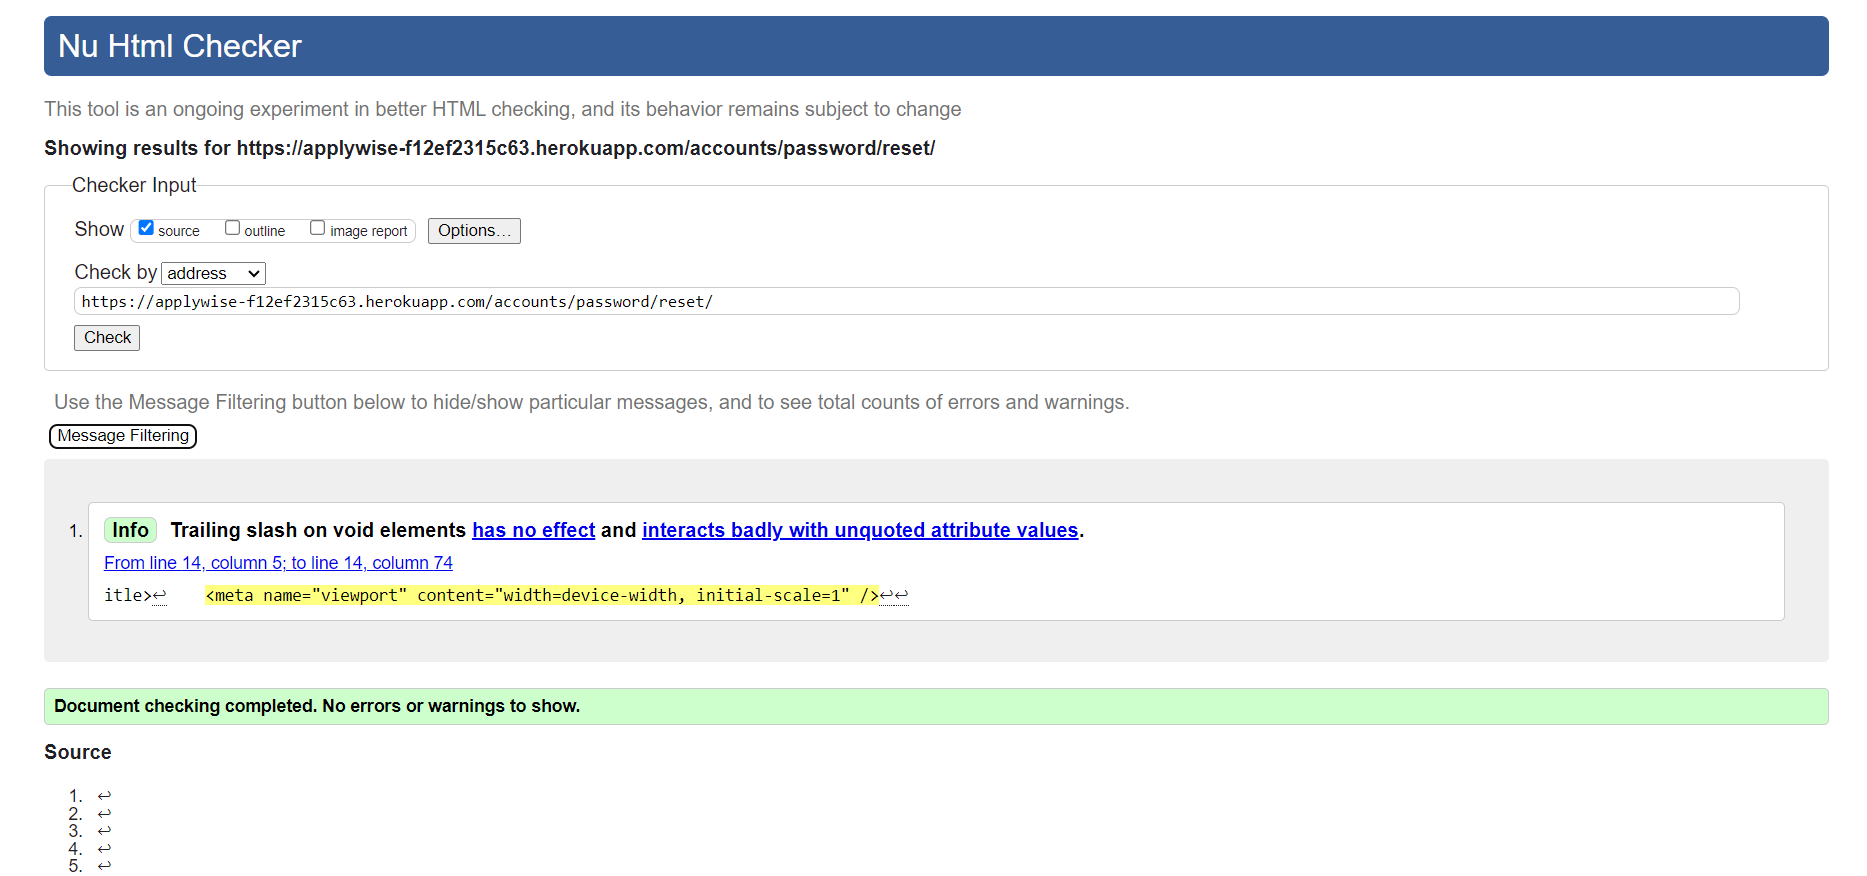 Nu Html Checker
This tool is an ongoing experiment in better HTML checking, and its behavior remains subject to change
Showing results for https://applywise-f12ef2315c63.herokuapp.com/accounts/password/reset/
Checker Input
Show source outline image report Options...
Check by address
https://applywise-f12ef2315c63.herokuapp.com/accounts/password/reset/
Check
Use the Message Filtering button below to hide/show particular messages, and to see total counts of errors and warnings.
Message Filtering
1. Info Trailing slash on void elements has no effect and interacts badly with unquoted attribute values.
From line 14, column 5; to line 14, column 74
itle>↩    <meta name="viewport" content="width=device-width, initial-scale=1" />↩↩
Document checking completed. No errors or warnings to show.
Source
1. ↩
2. ↩
3. ↩
4. ↩
5. ↩